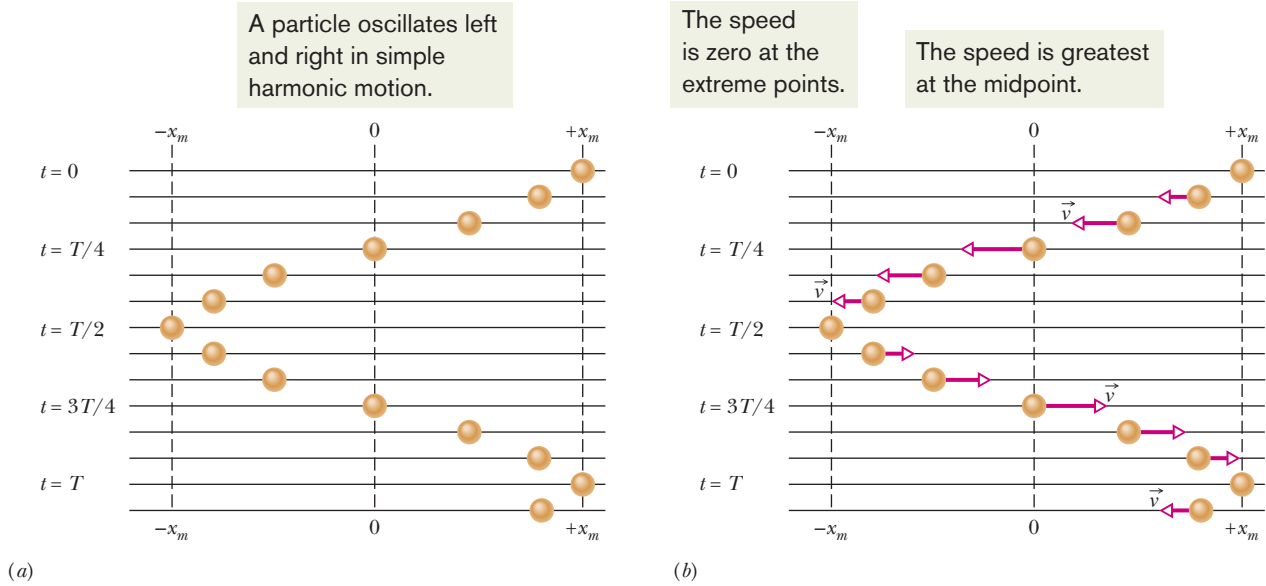 A particle oscillates left
and right in simple
harmonic motion.
−x_m 0 +x_m
t = 0
t = T/4
t = T/2
t = 3T/4
t = T
−x_m 0 +x_m
(a)
The speed
is zero at the
extreme points.
The speed is greatest
at the midpoint.
−x_m 0 +x_m
t = 0
v⃗
t = T/4
v⃗
t = T/2
t = 3T/4
v⃗
t = T
v⃗
−x_m 0 +x_m
(b)